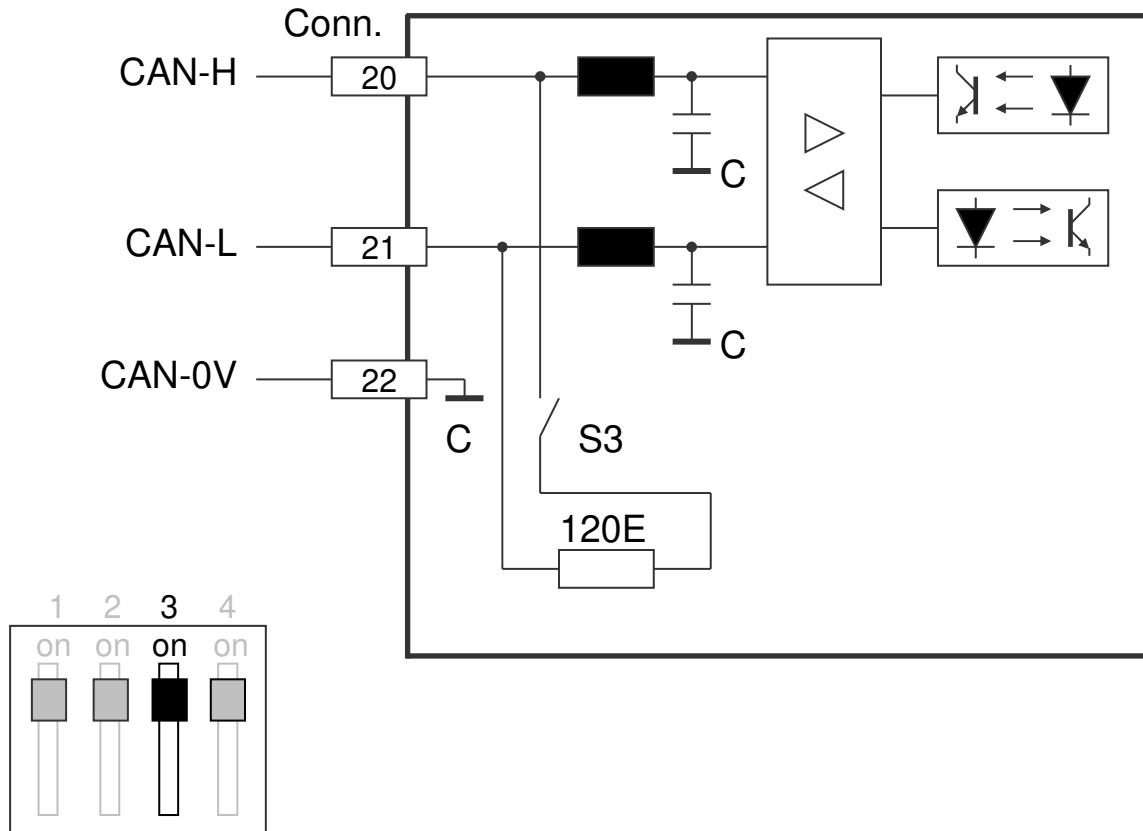 Conn.
CAN-H 20
C
CAN-L 21
C
CAN-0V 22
C
S3
120E
1 2 3 4
on on on on